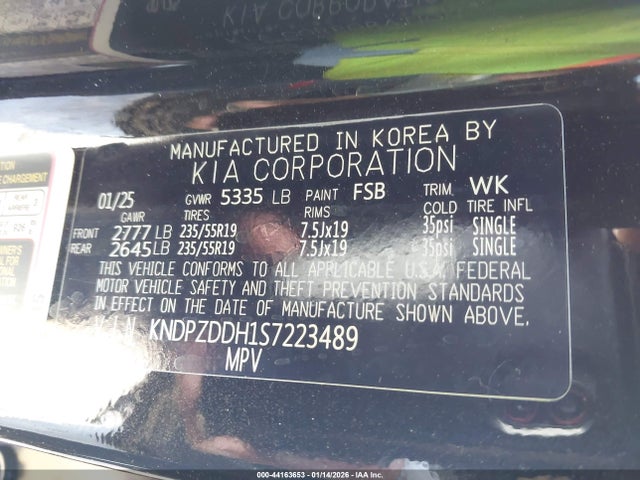 MANUFACTURED IN KOREA BY
KIA CORPORATION
01/25 GVWR 5335 LB PAINT FSB TRIM WK
GAWR TIRES RIMS COLD TIRE INFL
FRONT 2777 LB 235/55R19 7.5Jx19 35psi SINGLE
REAR 2645 LB 235/55R19 7.5Jx19 35psi SINGLE
THIS VEHICLE CONFORMS TO ALL APPLICABLE U.S.A. FEDERAL
MOTOR VEHICLE SAFETY AND THEFT PREVENTION STANDARDS
IN EFFECT ON THE DATE OF MANUFACTURE SHOWN ABOVE.
V.I.N. KNDPZDDH1S7223489
MPV
000-44163653 - 01/14/2026 - IAA Inc.